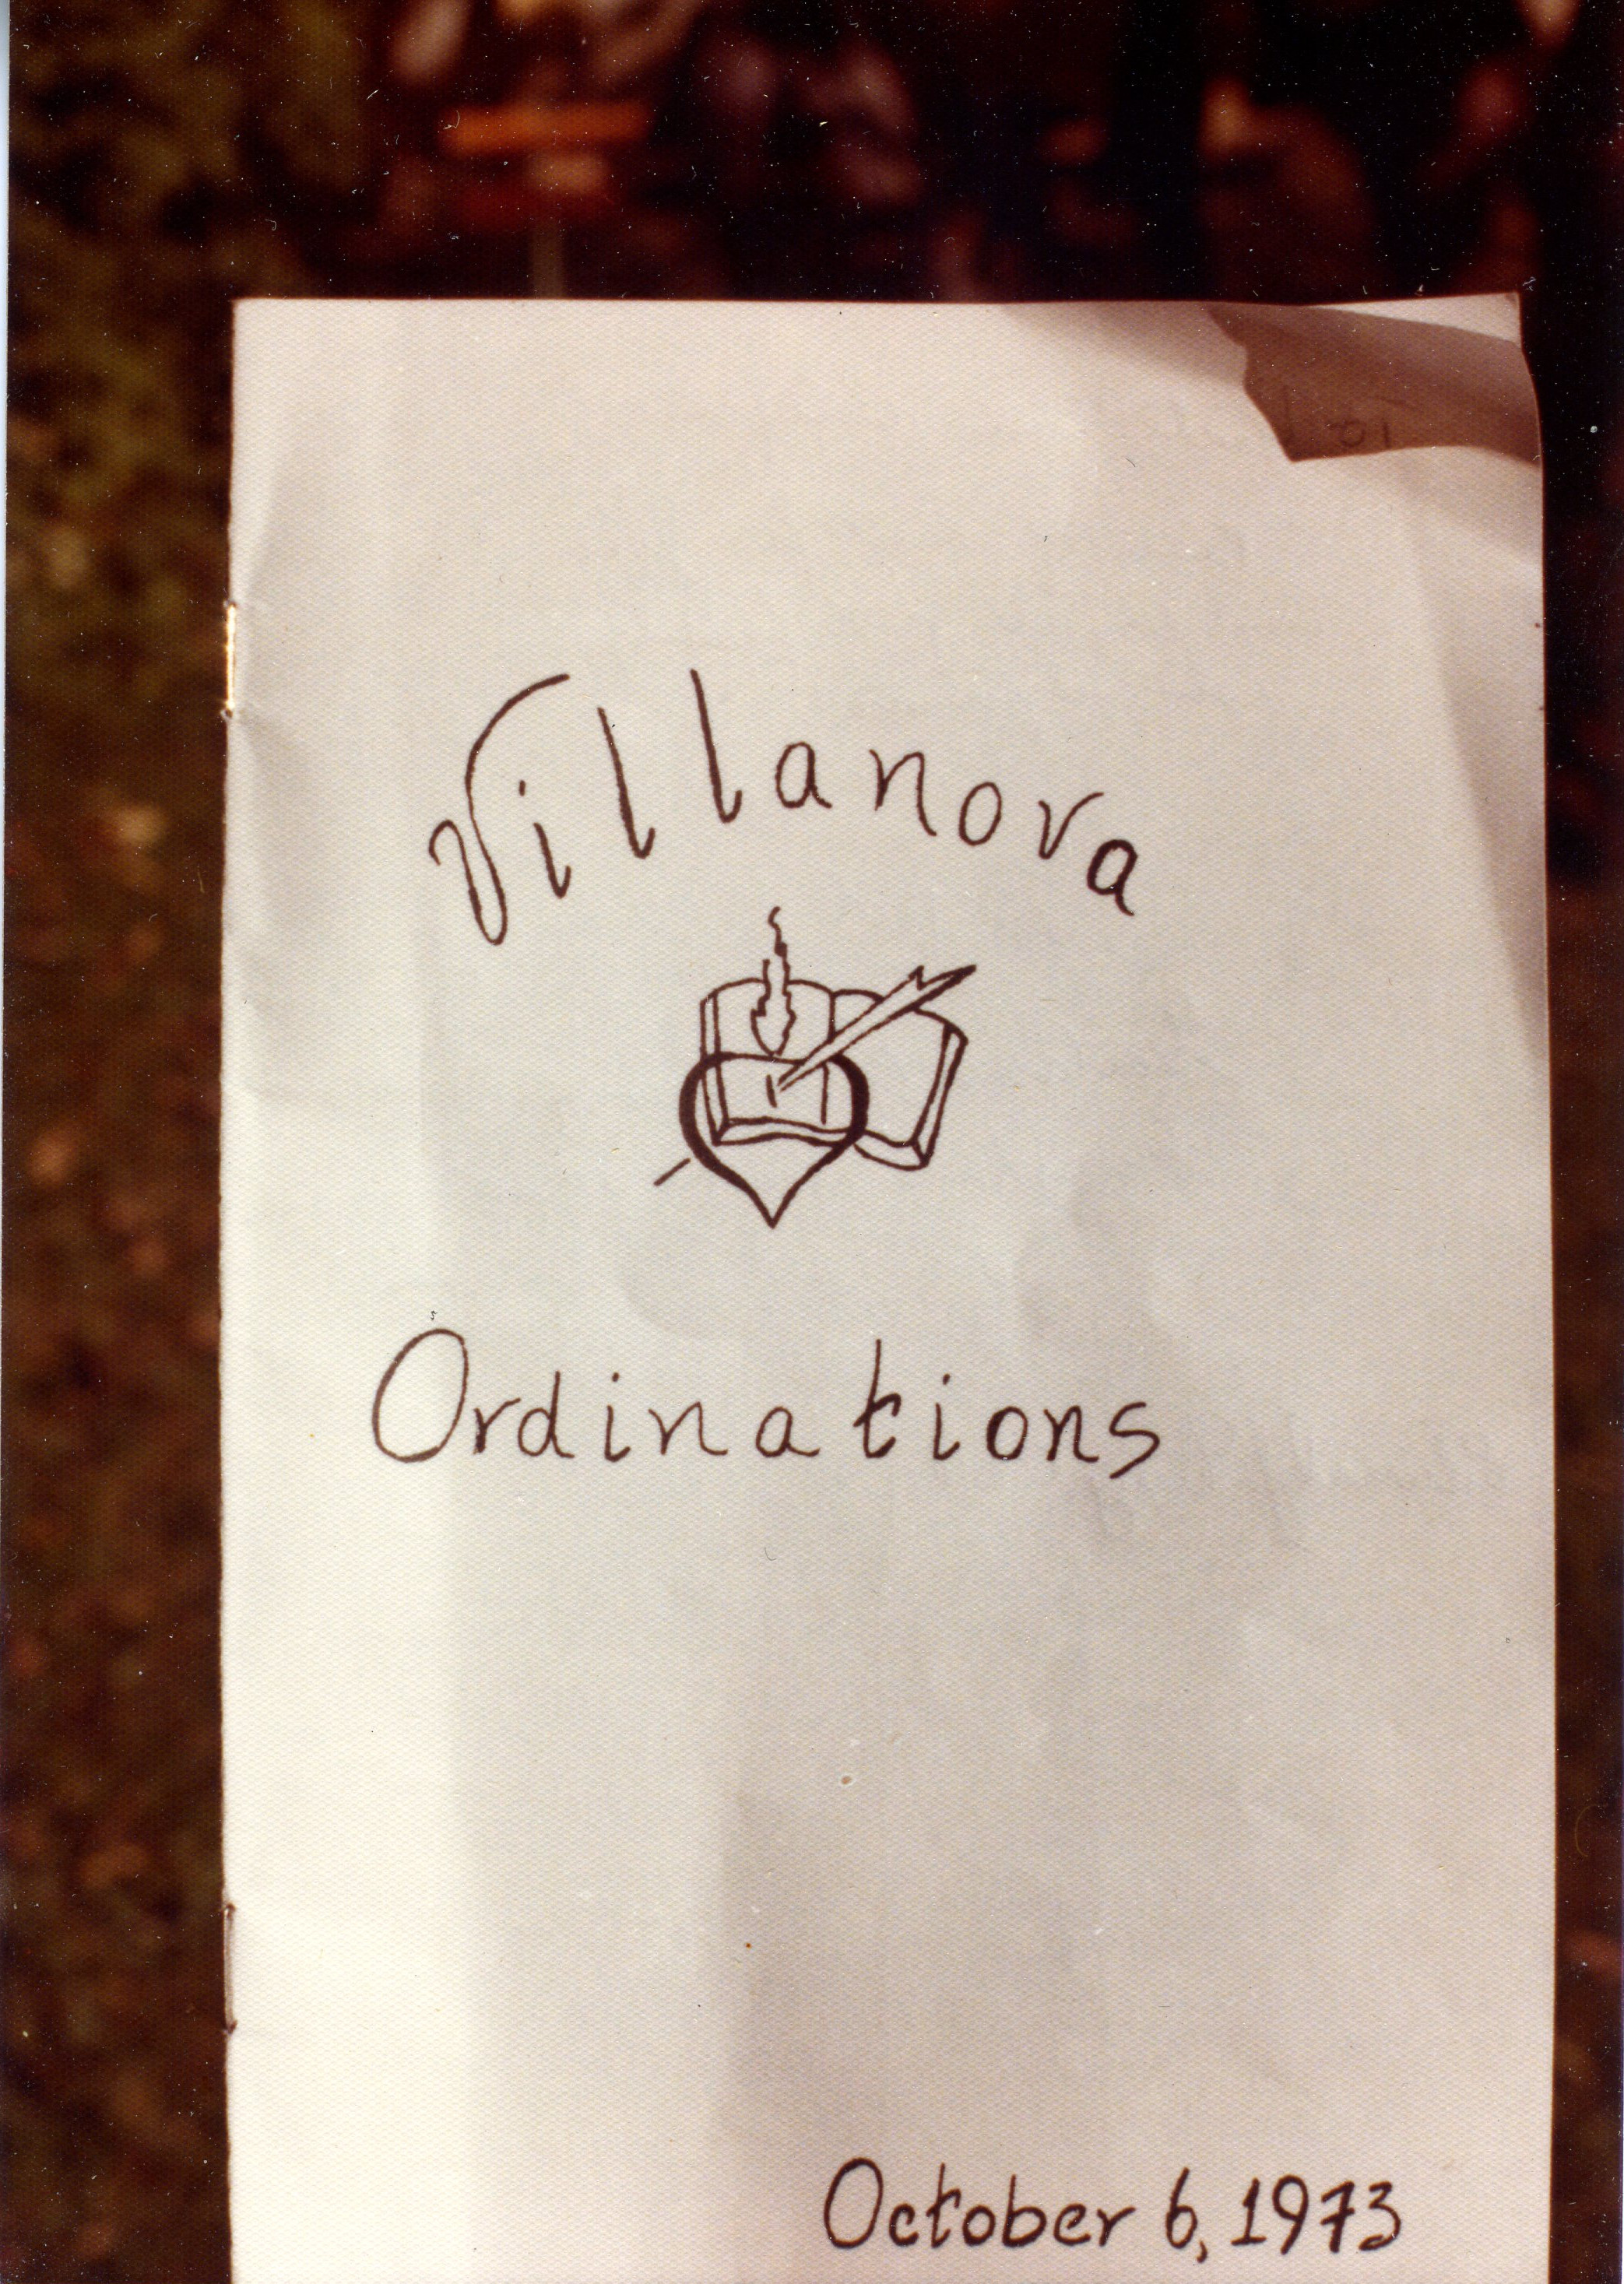 Villanova
Ordinations
October 6, 1973